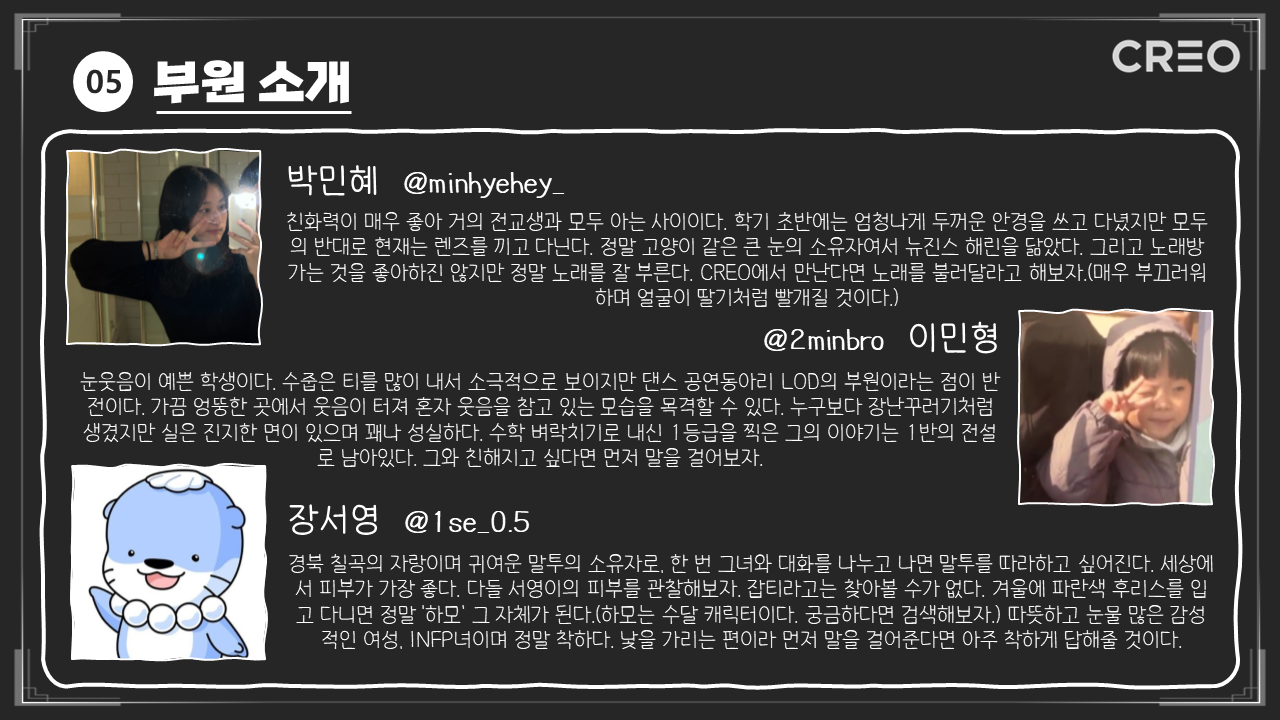 CREO
05 부원 소개
박민혜 @minhyehey_
친화력이 매우 좋아 거의 전교생과 모두 아는 사이이다. 학기 초반에는 엄청나게 두꺼운 안경을 쓰고 다녔지만 모두
의 반대로 현재는 렌즈를 끼고 다닌다. 정말 고양이 같은 큰 눈의 소유자여서 뉴진스 해린을 닮았다. 그리고 노래방
가는 것을 좋아하진 않지만 정말 노래를 잘 부른다. CREO에서 만난다면 노래를 불러달라고 해보자.(매우 부끄러워
하며 얼굴이 딸기처럼 빨개질 것이다.)
@2minbro 이민형
눈웃음이 예쁜 학생이다. 수줍은 티를 많이 내서 소극적으로 보이지만 댄스 공연동아리 LOD의 부원이라는 점이 반
전이다. 가끔 엉뚱한 곳에서 웃음이 터져 혼자 웃음을 참고 있는 모습을 목격할 수 있다. 누구보다 장난꾸러기처럼
생겼지만 실은 진지한 면이 있으며 꽤나 성실하다. 수학 벼락치기로 내신 1등급을 찍은 그의 이야기는 1반의 전설
로 남아있다. 그와 친해지고 싶다면 먼저 말을 걸어보자.
장서영 @1se_0.5
경북 칠곡의 자랑이며 귀여운 말투의 소유자로, 한 번 그녀와 대화를 나누고 나면 말투를 따라하고 싶어진다. 세상에
서 피부가 가장 좋다. 다들 서영이의 피부를 관찰해보자. 잡티라고는 찾아볼 수가 없다. 겨울에 파란색 후리스를 입
고 다니면 정말 '하모' 그 자체가 된다.(하모는 수달 캐릭터이다. 궁금하다면 검색해보자.) 따뜻하고 눈물 많은 감성
적인 여성, INFP녀이며 정말 착하다. 낯을 가리는 편이라 먼저 말을 걸어준다면 아주 착하게 답해줄 것이다.